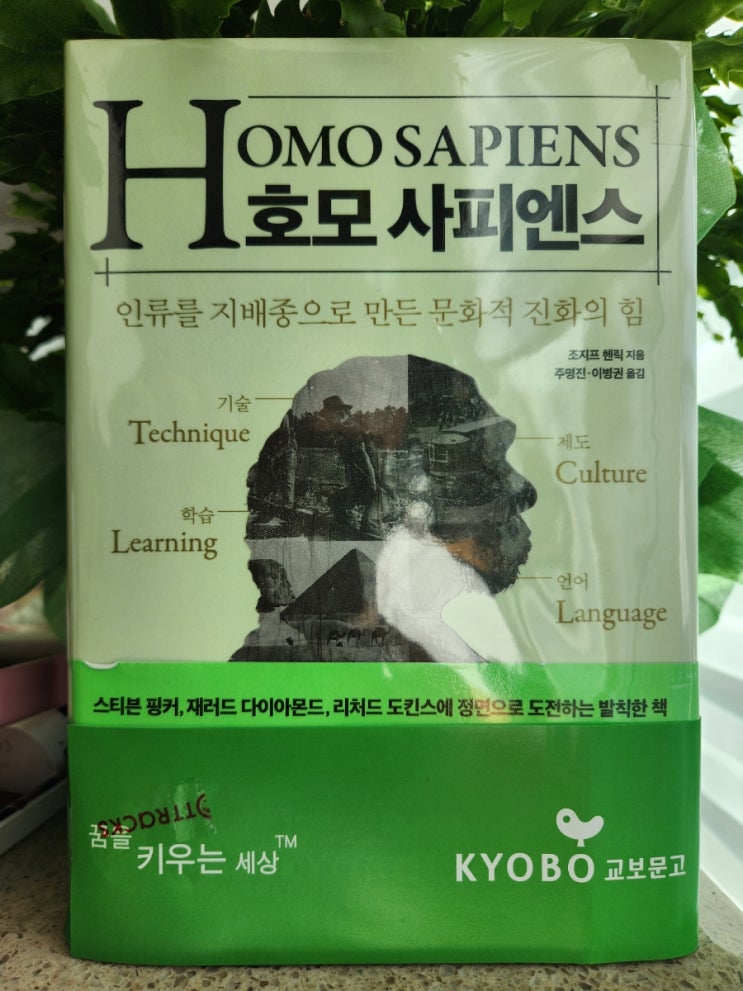 HOMO SAPIENS
호모 사피엔스
인류를 지배종으로 만든 문화적 진화의 힘
조지프 헨릭 지음
주명진·이병권 옮김
기술
Technique
제도
Culture
학습
Learning
언어
Language
스티븐 핑커, 재러드 다이아몬드, 리처드 도킨스에 정면으로 도전하는 발칙한 책
꿈을
키우는 세상™
KYOBO 교보문고